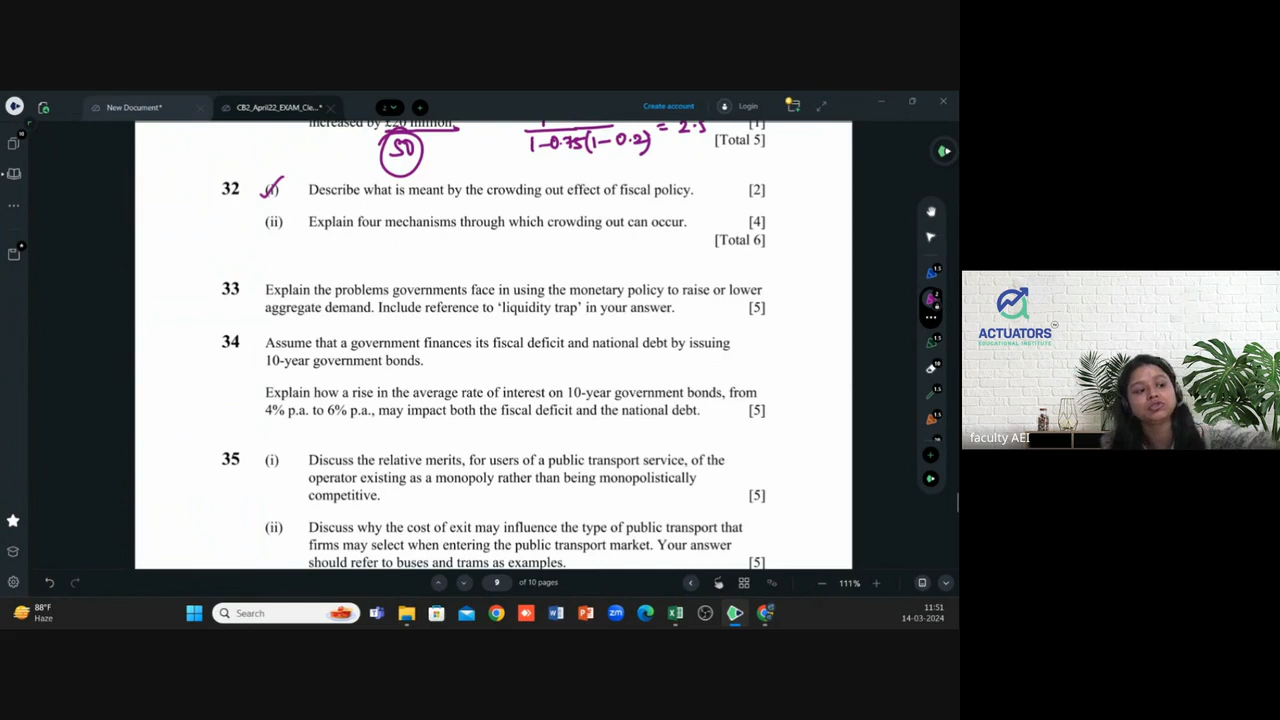 New Document*
CB2_April22_EXAM_Cle...*
2
Create account
Login
increased by £20 million.
[1]
1-0.75(1-0.2)
= 2.5
50
[Total 5]
32 (i) Describe what is meant by the crowding out effect of fiscal policy. [2]
(ii) Explain four mechanisms through which crowding out can occur. [4]
[Total 6]
33 Explain the problems governments face in using the monetary policy to raise or lower
aggregate demand. Include reference to ‘liquidity trap’ in your answer. [5]
34 Assume that a government finances its fiscal deficit and national debt by issuing
10-year government bonds.
Explain how a rise in the average rate of interest on 10-year government bonds, from
4% p.a. to 6% p.a., may impact both the fiscal deficit and the national debt. [5]
35 (i) Discuss the relative merits, for users of a public transport service, of the
operator existing as a monopoly rather than being monopolistically
competitive. [5]
(ii) Discuss why the cost of exit may influence the type of public transport that
firms may select when entering the public transport market. Your answer
should refer to buses and trams as examples. [5]
9 of 10 pages
111%
ACTUATORS
EDUCATIONAL INSTITUTE
faculty AEI
88°F
Haze
Search
zm
11:51
14-03-2024